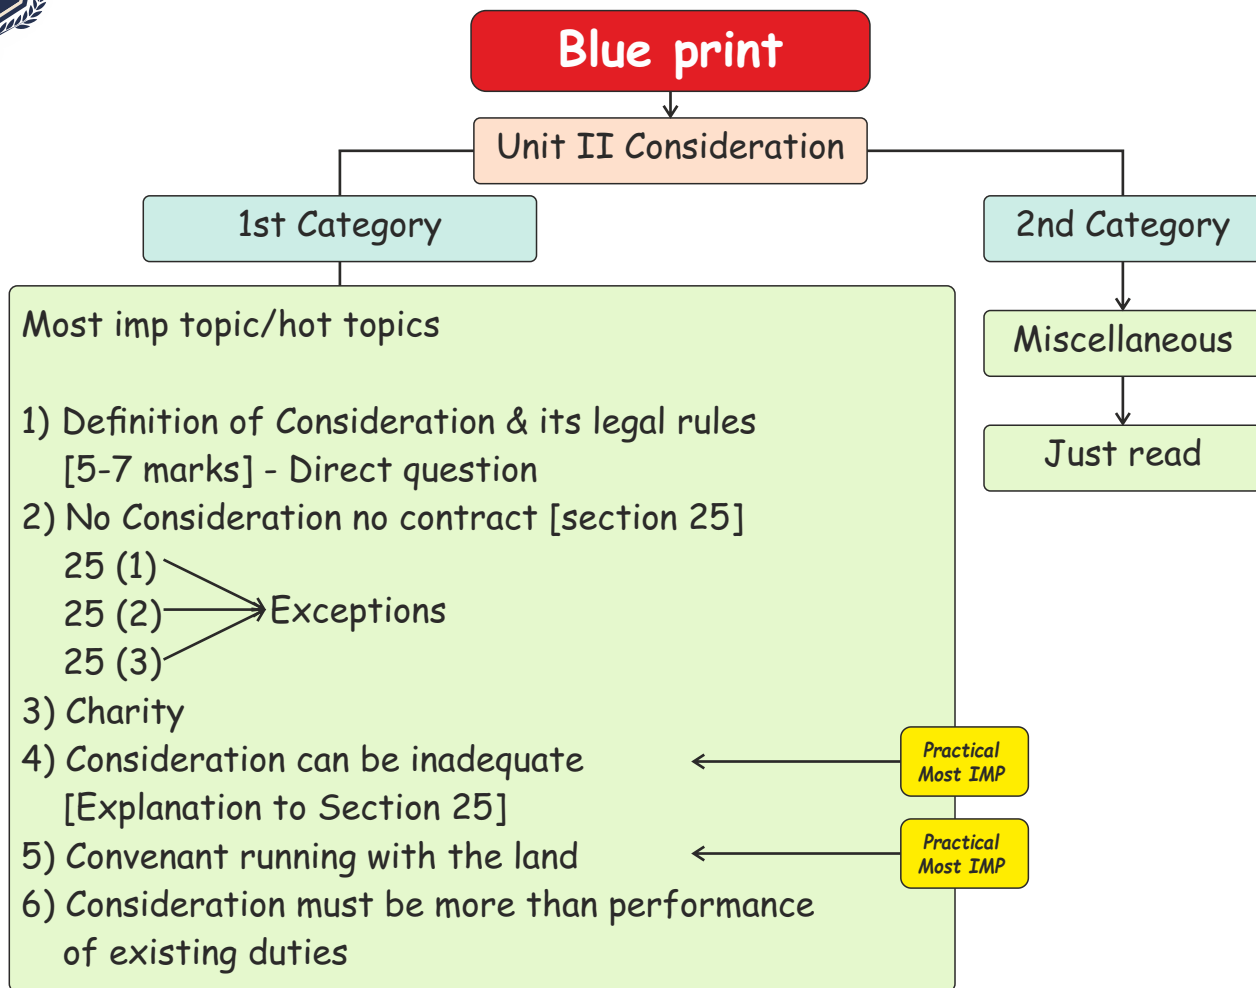 Blue print
Unit II Consideration
1st Category
2nd Category
Most imp topic/hot topics
1) Definition of Consideration & its legal rules
[5-7 marks] - Direct question
2) No Consideration no contract [section 25]
25 (1)
25 (2)
Exceptions
25 (3)
3) Charity
4) Consideration can be inadequate
[Explanation to Section 25]
Practical
Most IMP
5) Convenant running with the land
Practical
Most IMP
6) Consideration must be more than performance
of existing duties
Miscellaneous
Just read